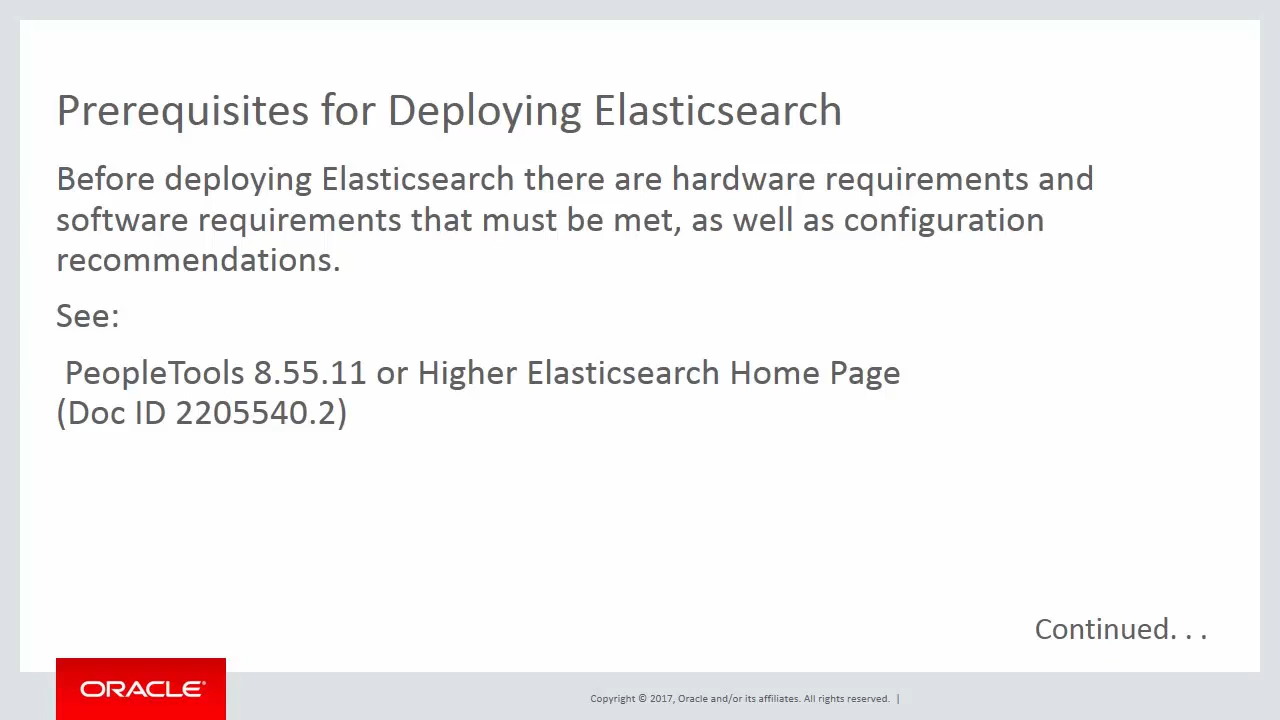 Prerequisites for Deploying Elasticsearch
Before deploying Elasticsearch there are hardware requirements and
software requirements that must be met, as well as configuration
recommendations.
See:
PeopleTools 8.55.11 or Higher Elasticsearch Home Page
(Doc ID 2205540.2)
Continued. . .
ORACLE®
Copyright © 2017, Oracle and/or its affiliates. All rights reserved. |